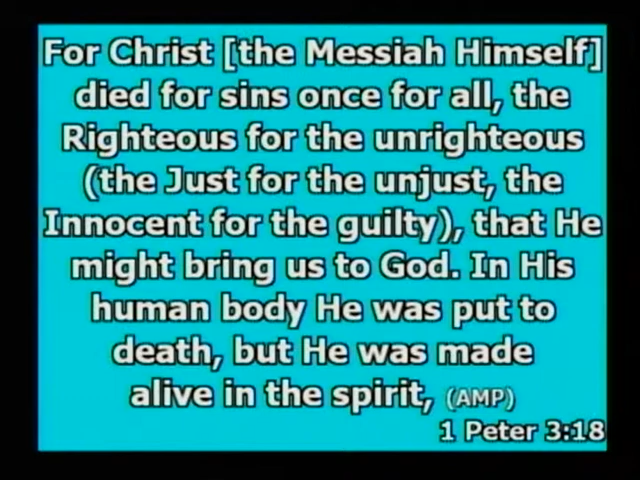 For Christ [the Messiah Himself]
died for sins once for all, the
Righteous for the unrighteous
(the Just for the unjust, the
Innocent for the guilty), that He
might bring us to God. In His
human body He was put to
death, but He was made
alive in the spirit, (AMP)
1 Peter 3:18